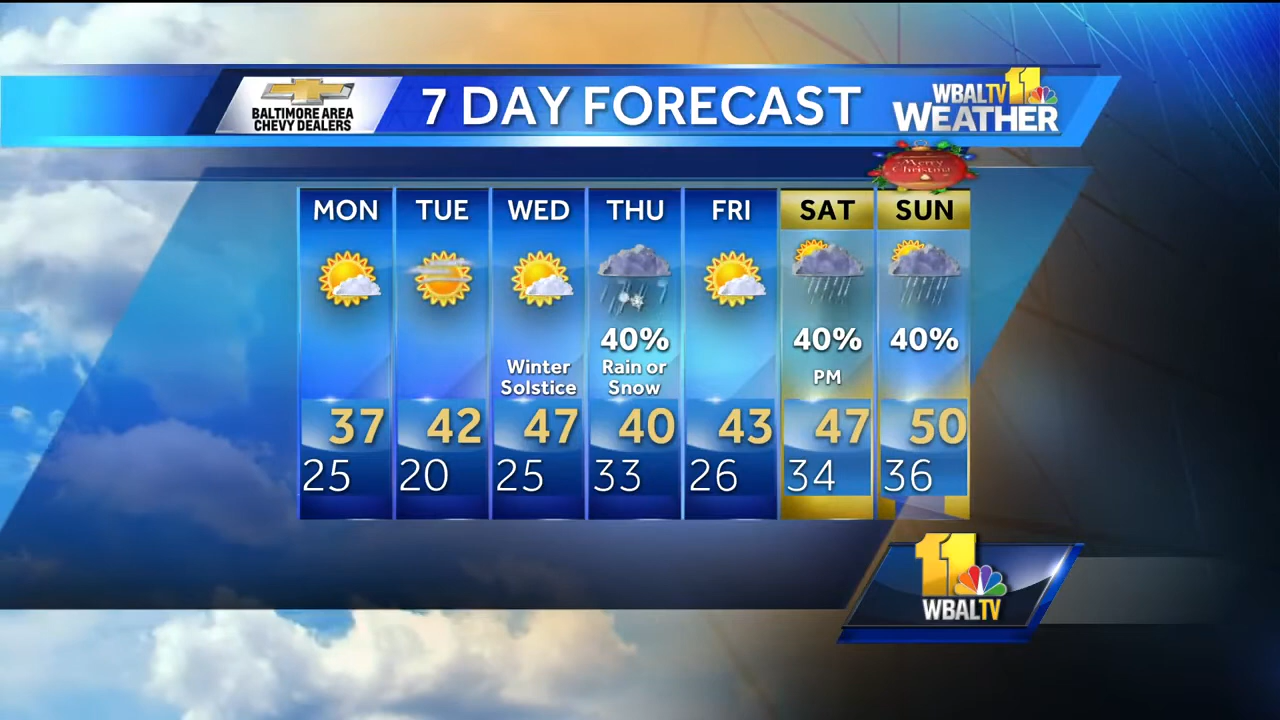 BALTIMORE AREA
CHEVY DEALERS
7 DAY FORECAST
WBALTV 11
WEATHER
Merry
Christmas
MON TUE WED THU FRI SAT SUN
40% 40% 40%
Winter Solstice Rain or Snow PM
37 42 47 40 43 47 50
25 20 25 33 26 34 36
11
WBALTV